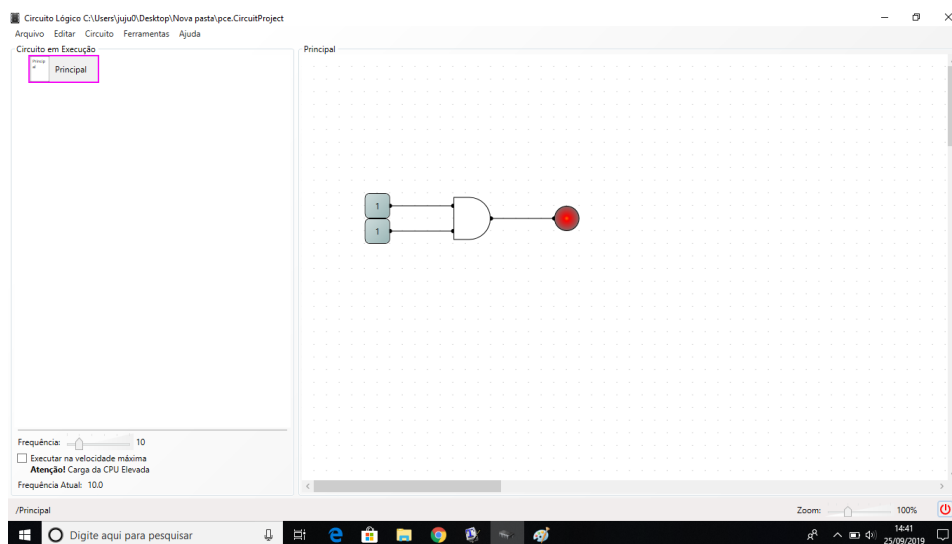 Circuito Lógico C:\Users\juju0\Desktop\Nova pasta\pce.CircuitProject
Arquivo Editar Circuito Ferramentas Ajuda
Circuito em Execução
Princip
al
Principal
Principal
1
1
Frequência: 10
Executar na velocidade máxima
Atenção! Carga da CPU Elevada
Frequência Atual: 10.0
/Principal
Zoom: 100%
Digite aqui para pesquisar
14:41
25/09/2019